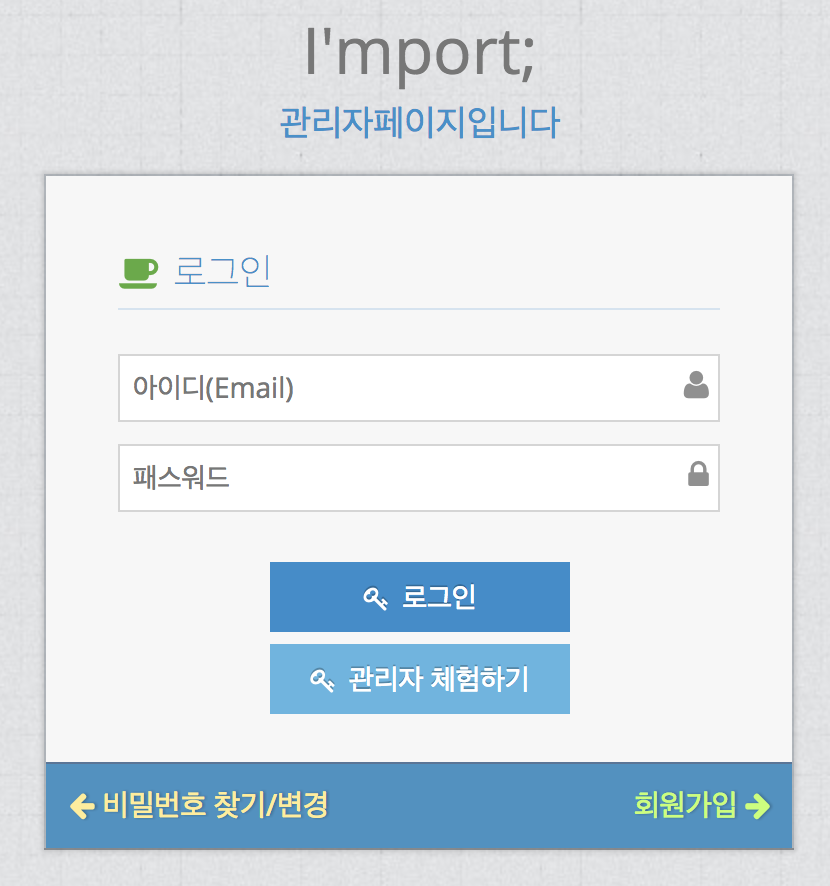 I'mport;
관리자페이지입니다
로그인
아이디(Email)
패스워드
로그인
관리자 체험하기
비밀번호 찾기/변경 회원가입